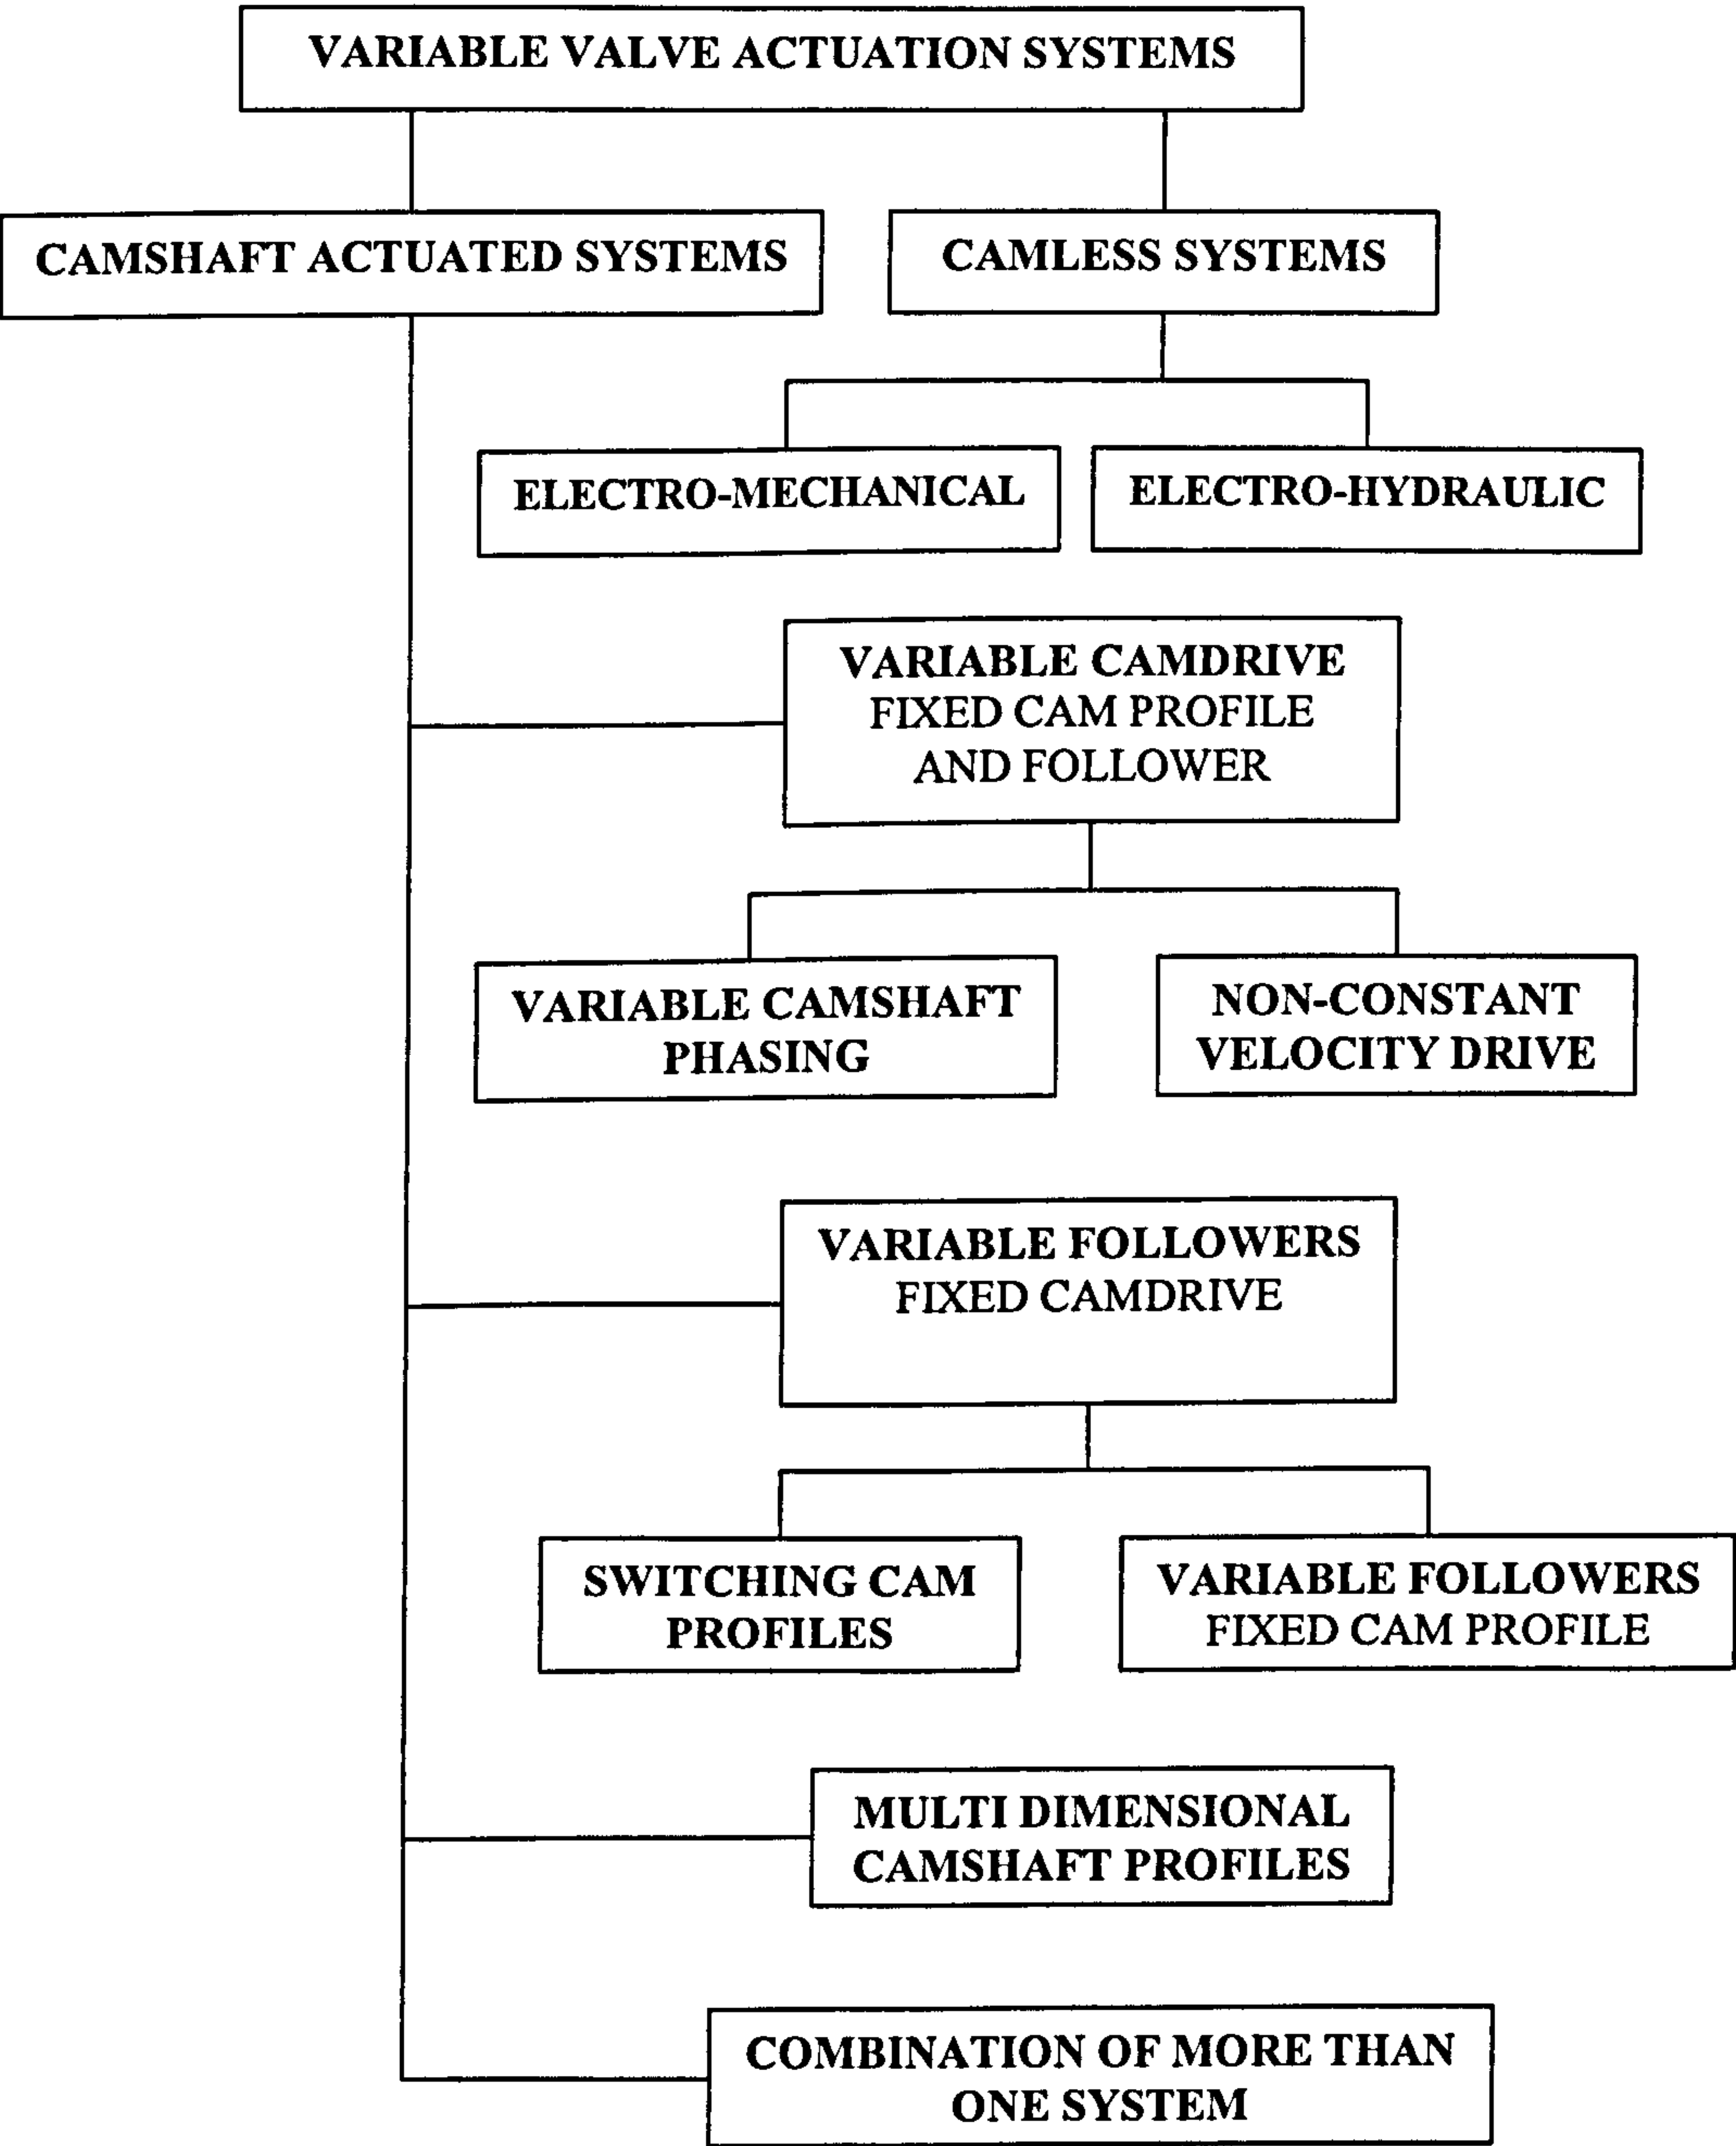 VARIABLE VALVE ACTUATION SYSTEMS
CAMSHAFT ACTUATED SYSTEMS
CAMLESS SYSTEMS
ELECTRO-MECHANICAL
ELECTRO-HYDRAULIC
VARIABLE CAMDRIVE
FIXED CAM PROFILE
AND FOLLOWER
VARIABLE CAMSHAFT
PHASING
NON-CONSTANT
VELOCITY DRIVE
VARIABLE FOLLOWERS
FIXED CAMDRIVE
SWITCHING CAM
PROFILES
VARIABLE FOLLOWERS
FIXED CAM PROFILE
MULTI DIMENSIONAL
CAMSHAFT PROFILES
COMBINATION OF MORE THAN
ONE SYSTEM